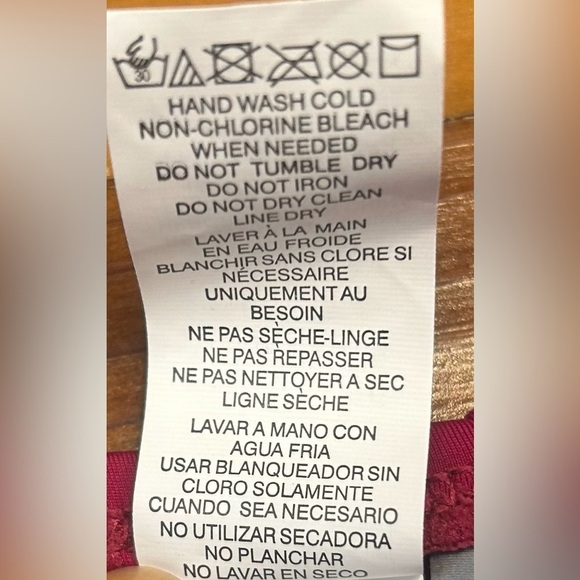 30
HAND WASH COLD
NON-CHLORINE BLEACH
WHEN NEEDED
DO NOT TUMBLE DRY
DO NOT IRON
DO NOT DRY CLEAN
LINE DRY
LAVER À LA MAIN
EN EAU FROIDE
BLANCHIR SANS CLORE SI
NÉCESSAIRE
UNIQUEMENT AU
BESOIN
NE PAS SÈCHE-LINGE
NE PAS REPASSER
NE PAS NETTOYER A SEC
LIGNE SÈCHE
LAVAR A MANO CON
AGUA FRIA
USAR BLANQUEADOR SIN
CLORO SOLAMENTE
CUANDO SEA NECESARIO
NO UTILIZAR SECADORA
NO PLANCHAR
NO LAVAR EN SECO